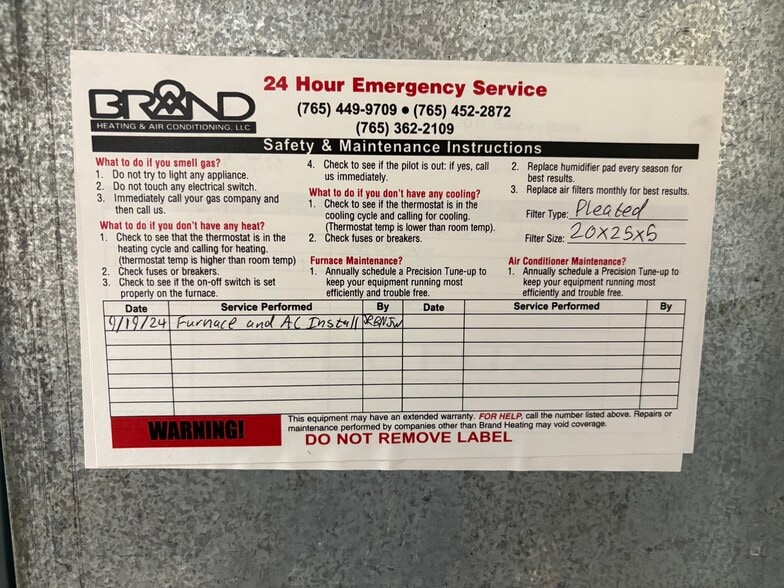 BRAND
HEATING & AIR CONDITIONING, LLC
24 Hour Emergency Service
(765) 449-9709 • (765) 452-2872
(765) 362-2109
Safety & Maintenance Instructions
What to do if you smell gas?
1. Do not try to light any appliance.
2. Do not touch any electrical switch.
3. Immediately call your gas company and
then call us.
What to do if you don't have any heat?
1. Check to see that the thermostat is in the
heating cycle and calling for heating.
(thermostat temp is higher than room temp)
2. Check fuses or breakers.
3. Check to see if the on-off switch is set
properly on the furnace.
4. Check to see if the pilot is out: if yes, call
us immediately.
What to do if you don't have any cooling?
1. Check to see if the thermostat is in the
cooling cycle and calling for cooling.
(Thermostat temp is lower than room temp).
2. Check fuses or breakers.
Furnace Maintenance?
1. Annually schedule a Precision Tune-up to
keep your equipment running most
efficiently and trouble free.
2. Replace humidifier pad every season for
best results.
3. Replace air filters monthly for best results.
Filter Type: Pleated
Filter Size: 20x25x5
Air Conditioner Maintenance?
1. Annually schedule a Precision Tune-up to
keep your equipment running most
efficiently and trouble free.
Date Service Performed By Date Service Performed By
9/19/24 Furnace and AC Install
WARNING!
This equipment may have an extended warranty. FOR HELP, call the number listed above. Repairs or
maintenance performed by companies other than Brand Heating may void coverage.
DO NOT REMOVE LABEL